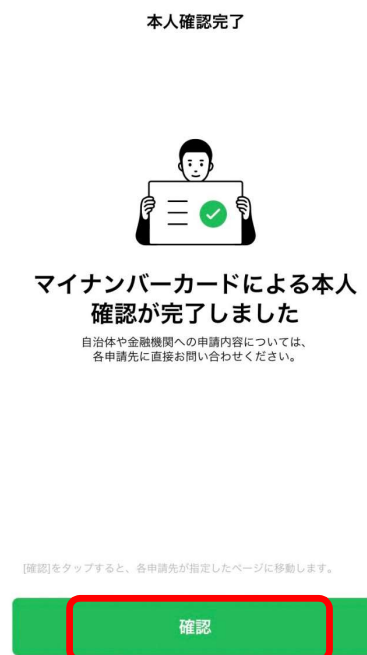 本人確認完了
マイナンバーカードによる本人
確認が完了しました
自治体や金融機関への申請内容については、
各申請先に直接お問い合わせください。
[確認]をタップすると、各申請先が指定したページに移動します。
確認